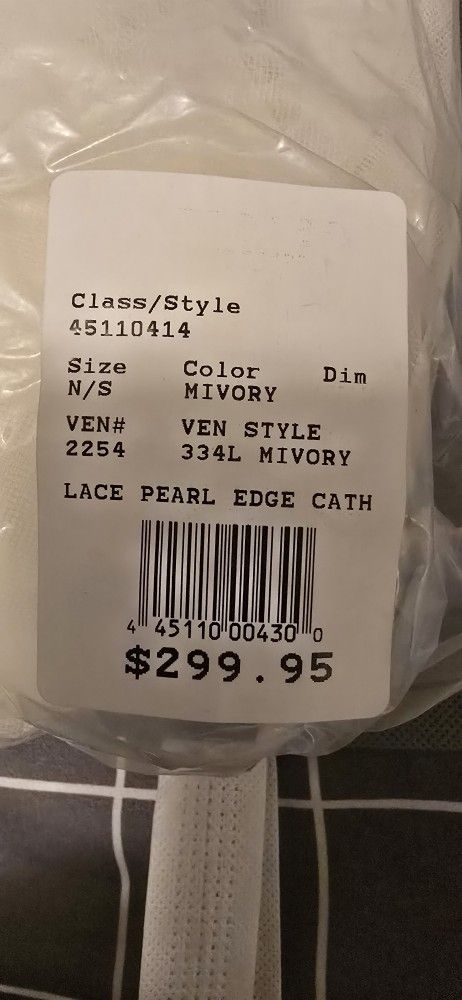 Class/Style
45110414
Size Color Dim
N/S MIVORY
VEN# VEN STYLE
2254 334L MIVORY
LACE PEARL EDGE CATH
4 45110 00430 0
$299.95